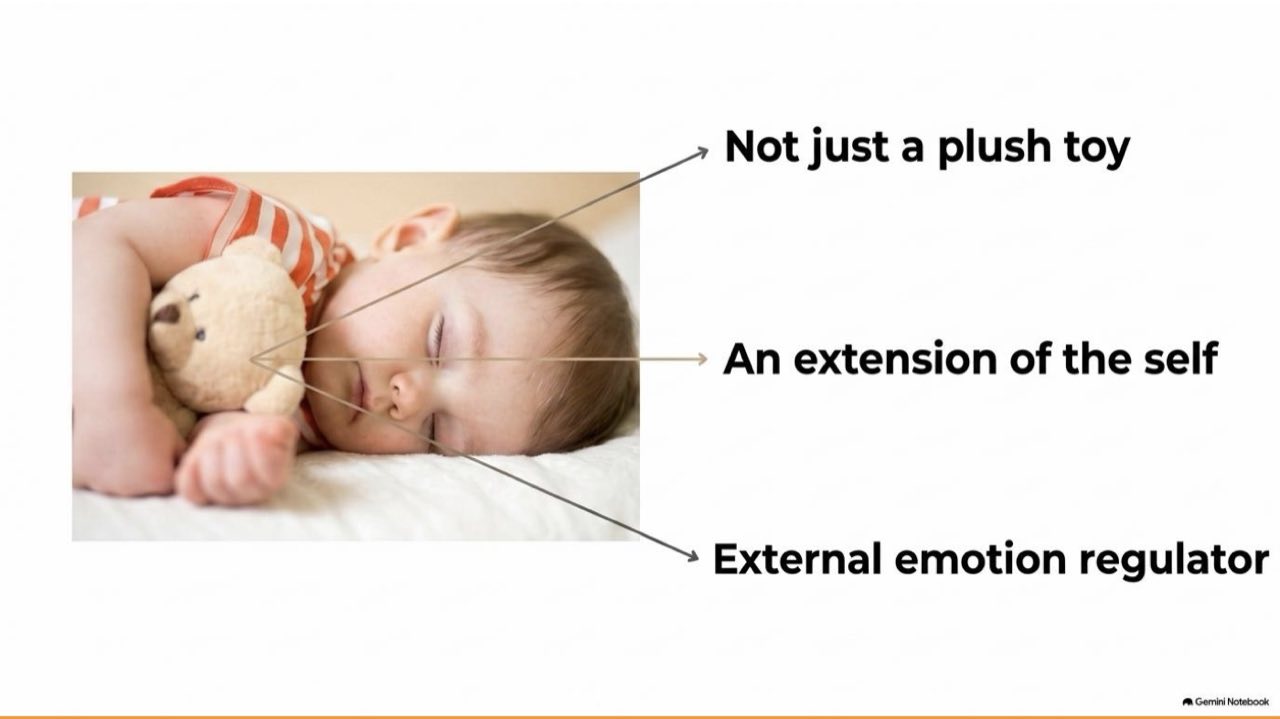 Not just a plush toy
An extension of the self
External emotion regulator
Gemini Notebook